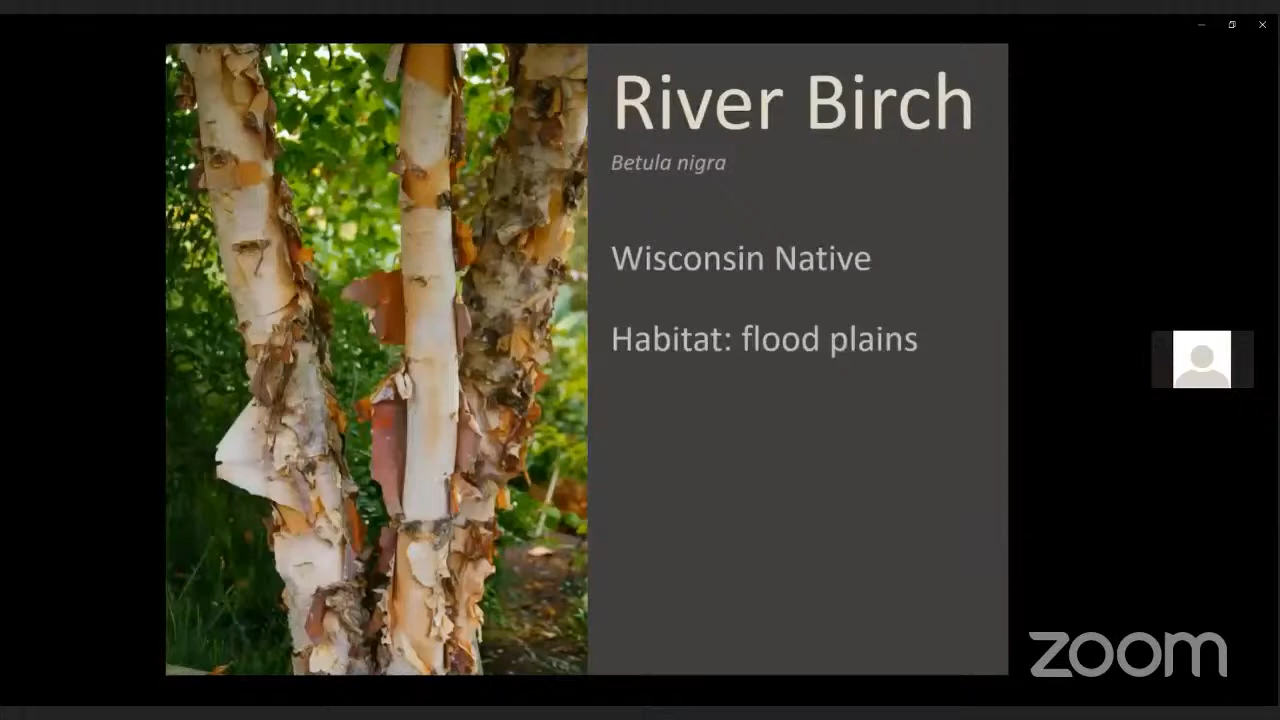 River Birch
Betula nigra
Wisconsin Native
Habitat: flood plains
zoom